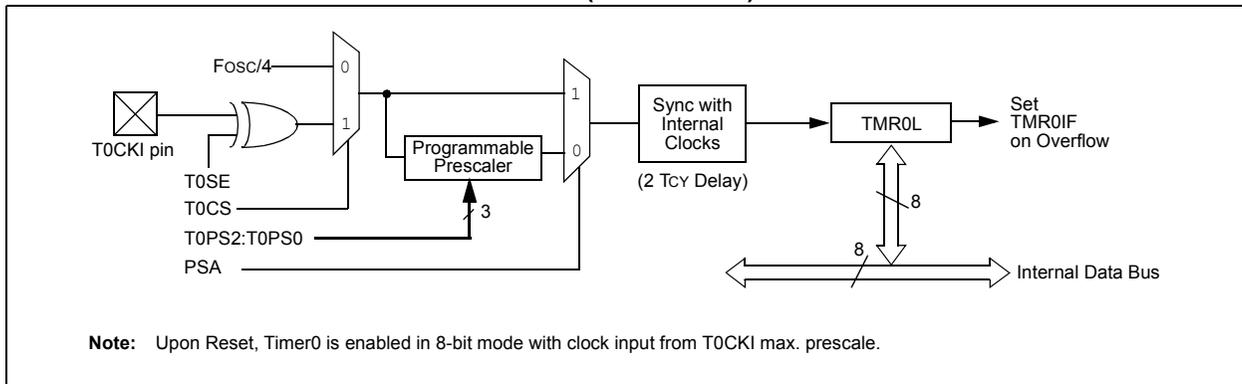 Fosc/4
0
1
T0CKI pin
T0SE
T0CS
T0PS2:T0PS0
PSA
Programmable
Prescaler
3
1
0
Sync with
Internal
Clocks
(2 TCY Delay)
TMR0L
Set
TMR0IF
on Overflow
8
8
Internal Data Bus
Note: Upon Reset, Timer0 is enabled in 8-bit mode with clock input from T0CKI max. prescale.